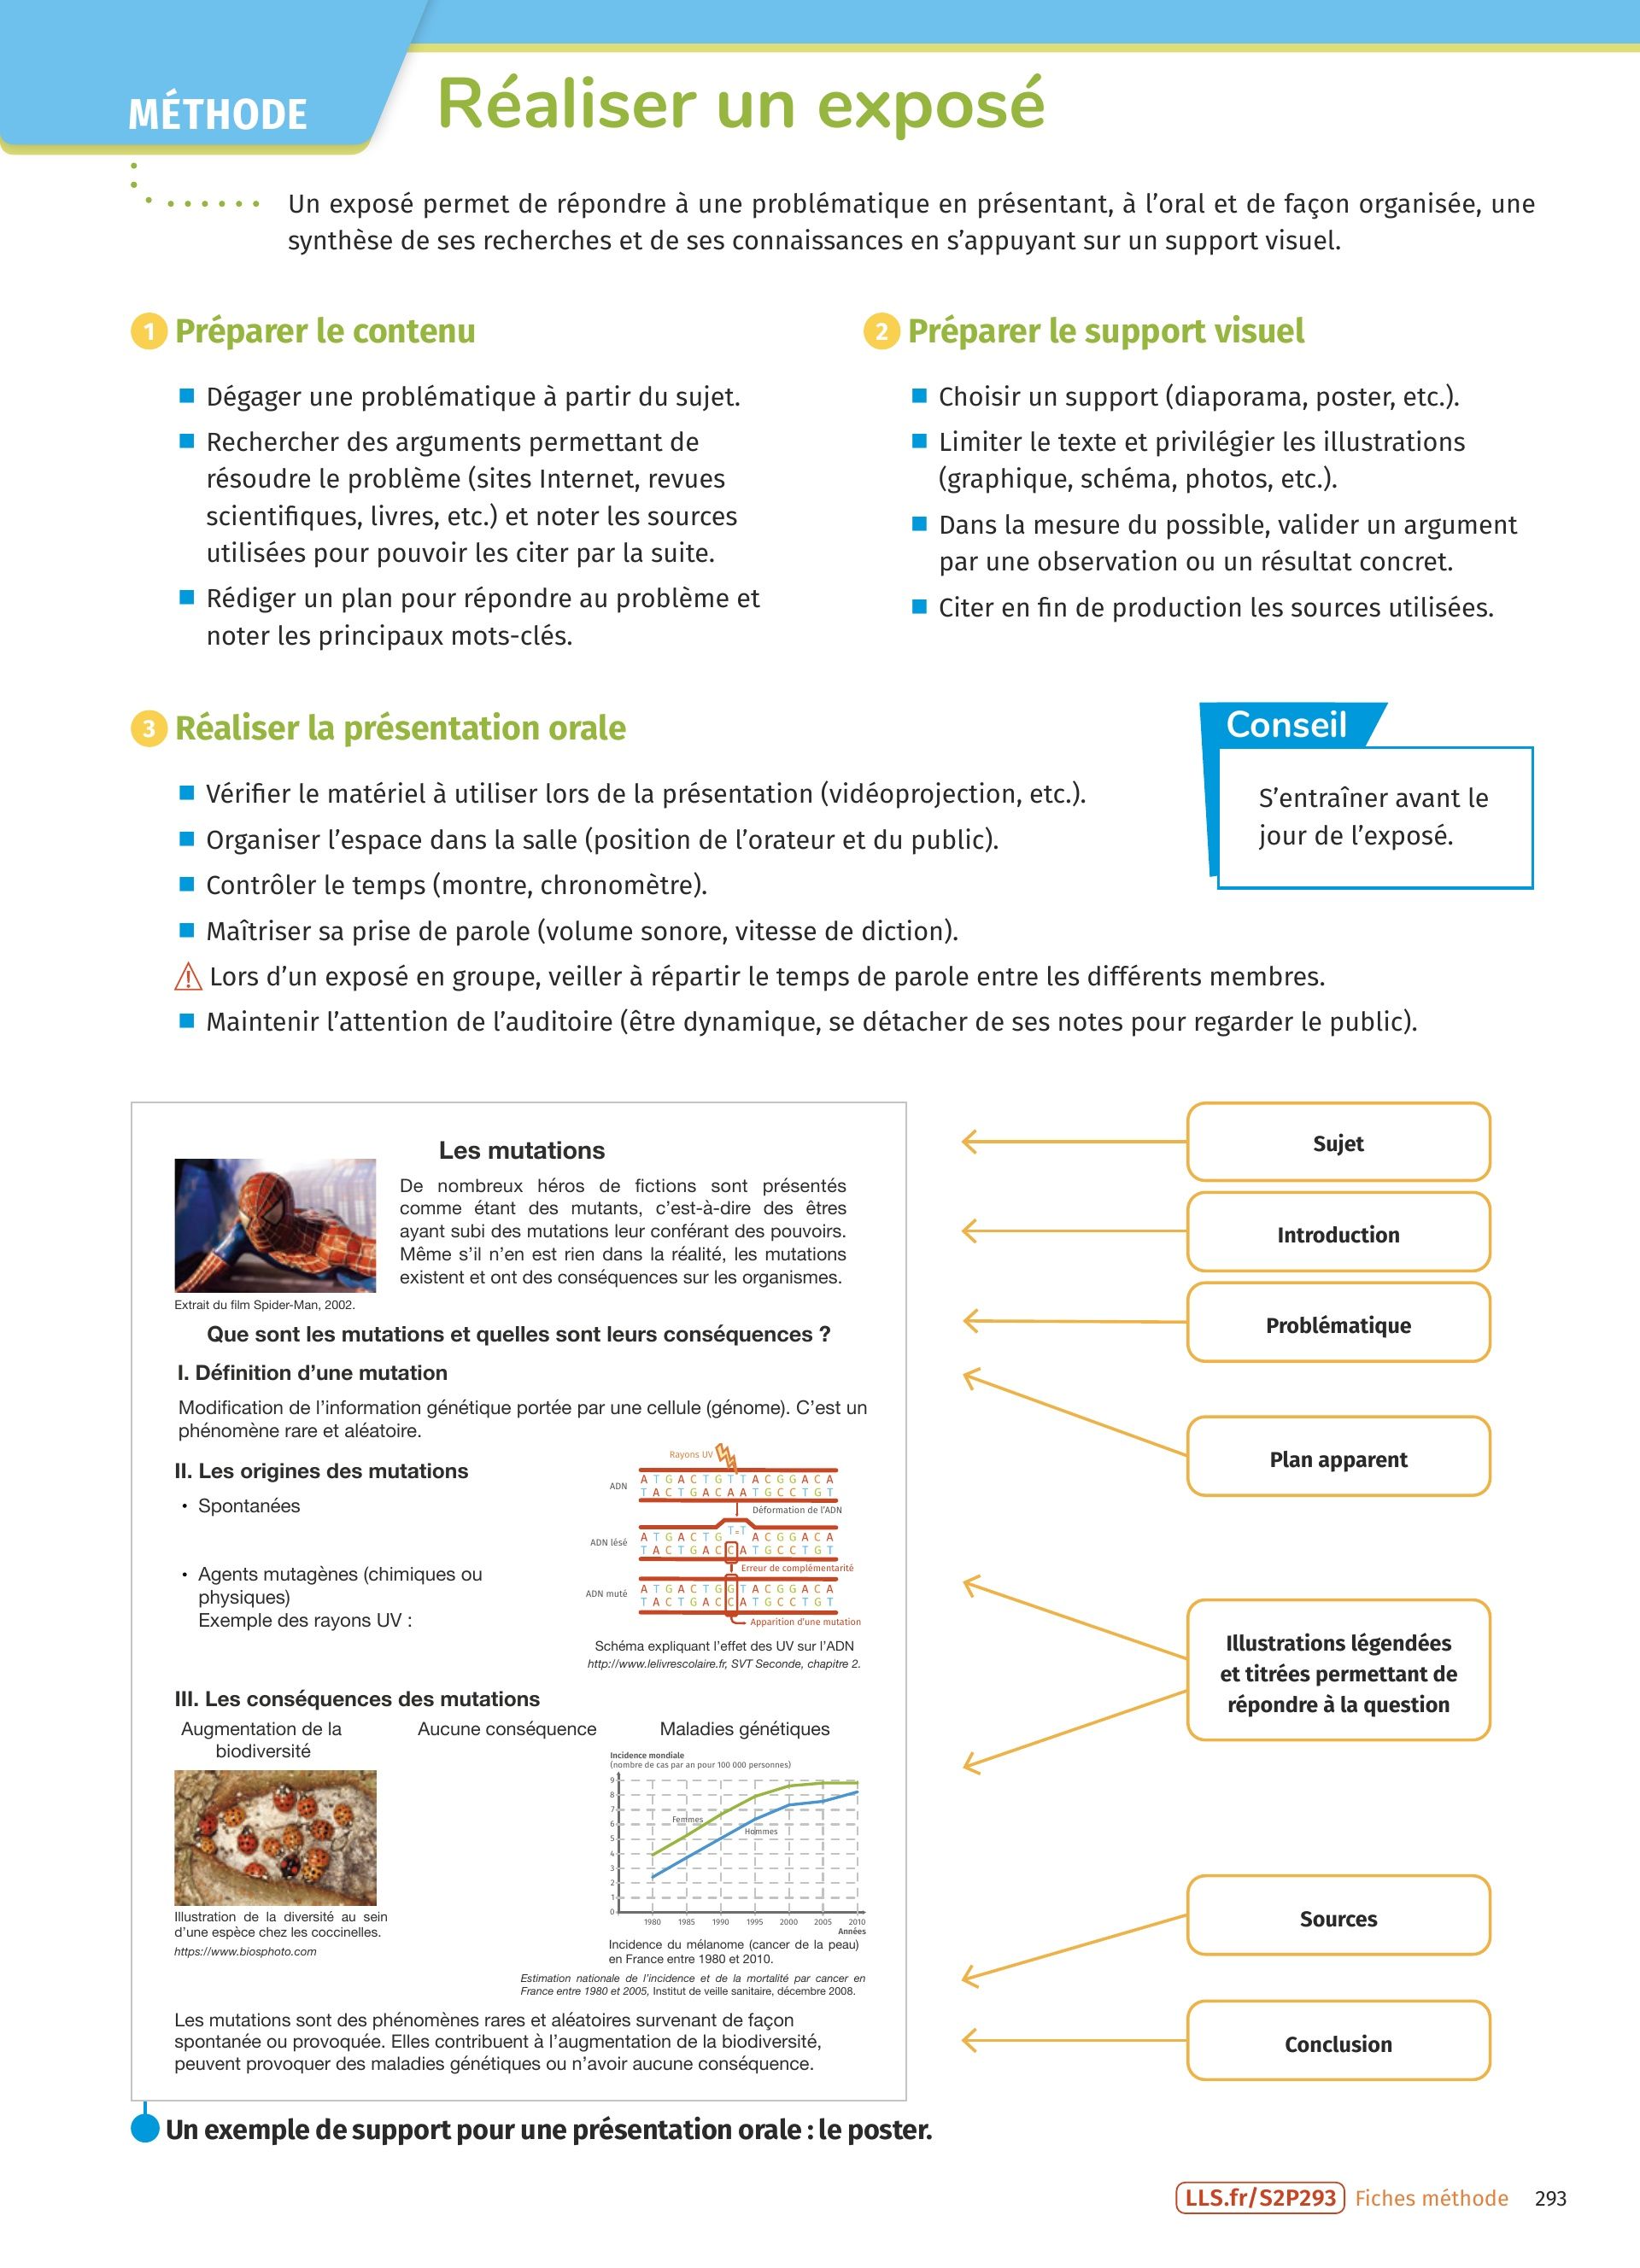 MÉTHODE
Réaliser un exposé
Un exposé permet de répondre à une problématique en présentant, à l’oral et de façon organisée, une
synthèse de ses recherches et de ses connaissances en s’appuyant sur un support visuel.
1 Préparer le contenu
Dégager une problématique à partir du sujet.
Rechercher des arguments permettant de
résoudre le problème (sites Internet, revues
scientifiques, livres, etc.) et noter les sources
utilisées pour pouvoir les citer par la suite.
Rédiger un plan pour répondre au problème et
noter les principaux mots-clés.
2 Préparer le support visuel
Choisir un support (diaporama, poster, etc.).
Limiter le texte et privilégier les illustrations
(graphique, schéma, photos, etc.).
Dans la mesure du possible, valider un argument
par une observation ou un résultat concret.
Citer en fin de production les sources utilisées.
3 Réaliser la présentation orale
Vérifier le matériel à utiliser lors de la présentation (vidéoprojection, etc.).
Organiser l’espace dans la salle (position de l’orateur et du public).
Contrôler le temps (montre, chronomètre).
Maîtriser sa prise de parole (volume sonore, vitesse de diction).
Lors d’un exposé en groupe, veiller à répartir le temps de parole entre les différents membres.
Maintenir l’attention de l’auditoire (être dynamique, se détacher de ses notes pour regarder le public).
Conseil
S’entraîner avant le
jour de l’exposé.
Les mutations
De nombreux héros de fictions sont présentés
comme étant des mutants, c’est-à-dire des êtres
ayant subi des mutations leur conférant des pouvoirs.
Même s’il n’en est rien dans la réalité, les mutations
existent et ont des conséquences sur les organismes.
Extrait du film Spider-Man, 2002.
Que sont les mutations et quelles sont leurs conséquences ?
I. Définition d’une mutation
Modification de l’information génétique portée par une cellule (génome). C’est un
phénomène rare et aléatoire.
II. Les origines des mutations
• Spontanées
• Agents mutagènes (chimiques ou
physiques)
Exemple des rayons UV :
Rayons UV
ADN
A T G A C T G T T A C G G A C A
T A C T G A C A A T G C C T G T
Déformation de l’ADN
ADN lésé
A T G A C T G T=T A C G G A C A
T A C T G A C C A T G C C T G T
Erreur de complémentarité
ADN muté
A T G A C T G G T A C G G A C A
T A C T G A C C A T G C C T G T
Apparition d’une mutation
Schéma expliquant l’effet des UV sur l’ADN
http://www.lelivrescolaire.fr, SVT Seconde, chapitre 2.
III. Les conséquences des mutations
Augmentation de la
biodiversité
Aucune conséquence
Maladies génétiques
Illustration de la diversité au sein
d’une espèce chez les coccinelles.
https://www.biosphoto.com
Incidence mondiale
(nombre de cas par an pour 100 000 personnes)
9
8
7
6
5
4
3
2
1
0
Femmes
Hommes
1980 1985 1990 1995 2000 2005 2010
Années
Incidence du mélanome (cancer de la peau)
en France entre 1980 et 2010.
Estimation nationale de l’incidence et de la mortalité par cancer en
France entre 1980 et 2005, Institut de veille sanitaire, décembre 2008.
Les mutations sont des phénomènes rares et aléatoires survenant de façon
spontanée ou provoquée. Elles contribuent à l’augmentation de la biodiversité,
peuvent provoquer des maladies génétiques ou n’avoir aucune conséquence.
Sujet
Introduction
Problématique
Plan apparent
Illustrations légendées
et titrées permettant de
répondre à la question
Sources
Conclusion
Un exemple de support pour une présentation orale : le poster.
LLS.fr/S2P293 Fiches méthode 293